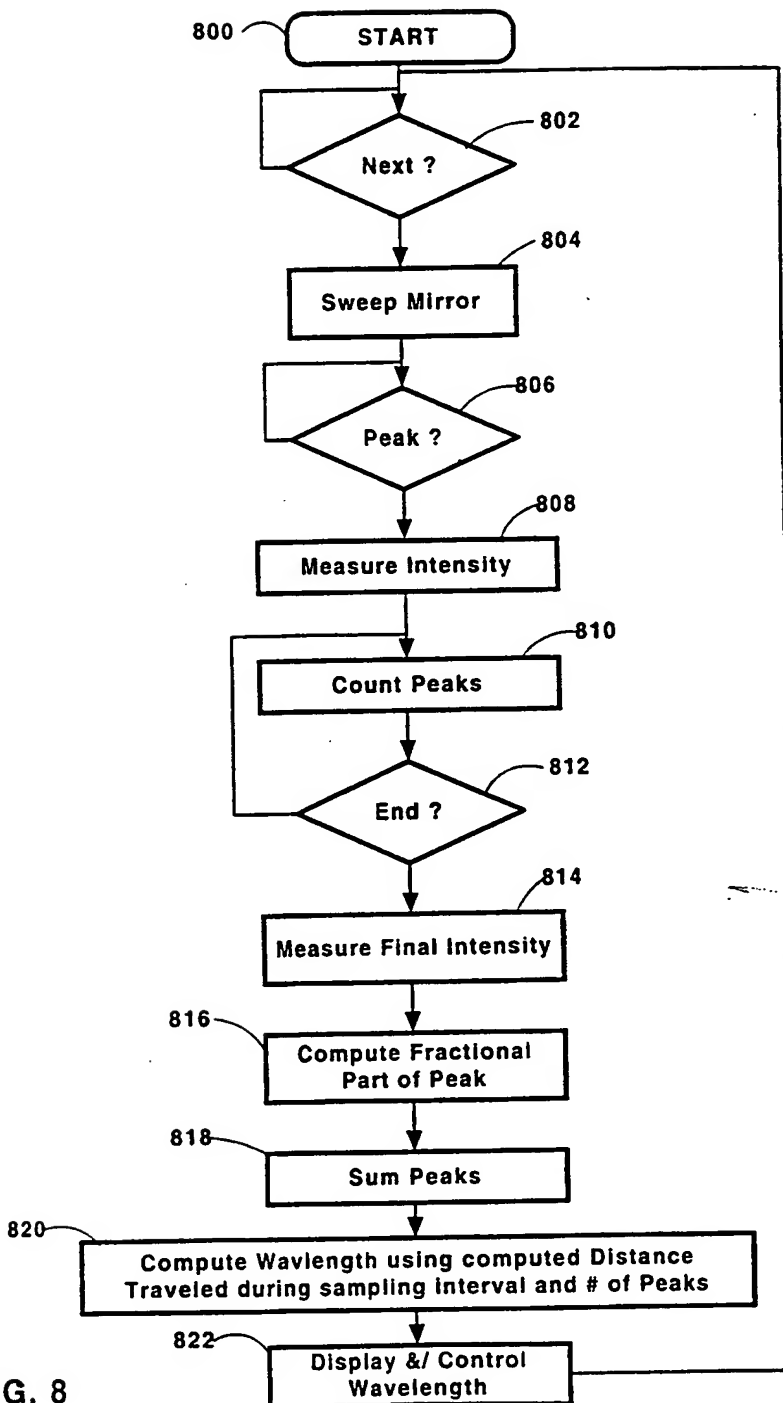 800
START
802
Next ?
804
Sweep Mirror
806
Peak ?
808
Measure Intensity
810
Count Peaks
812
End ?
814
Measure Final Intensity
816
Compute Fractional
Part of Peak
818
Sum Peaks
820
Compute Wavlength using computed Distance
Traveled during sampling interval and # of Peaks
822
Display &/ Control
Wavelength
G. 8